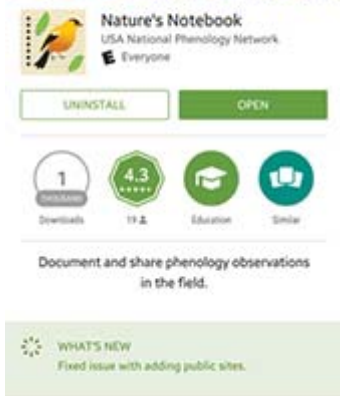 Nature's Notebook
USA National Phenology Network
E Everyone
UNINSTALL
OPEN
1
THOUSAND
Downloads
4.3
19
Education
Similar
Document and share phenology observations
in the field.
WHAT'S NEW
Fixed issue with adding public sites.